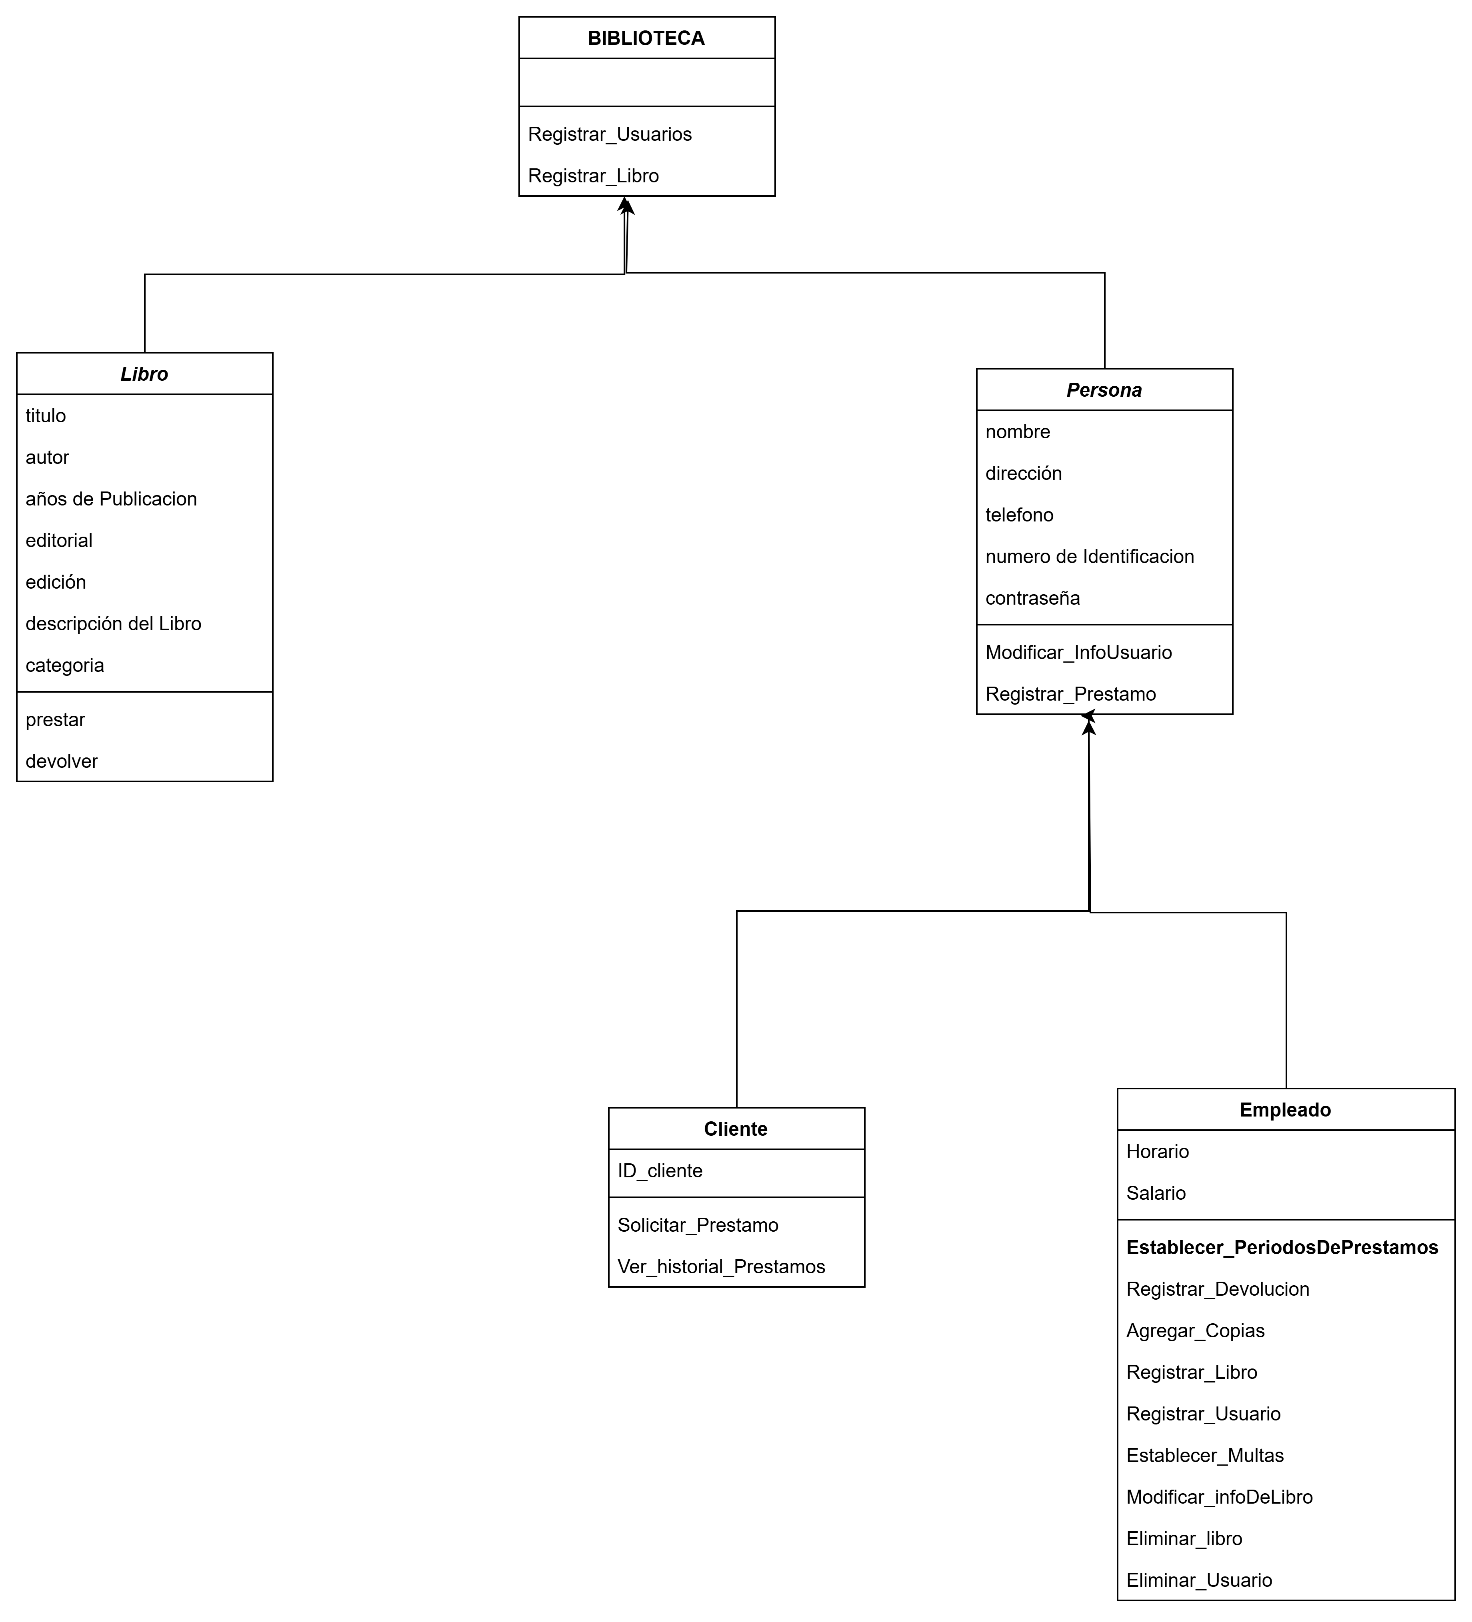 BIBLIOTECA
Registrar_Usuarios
Registrar_Libro
Libro
titulo
autor
años de Publicacion
editorial
edición
descripción del Libro
categoria
prestar
devolver
Persona
nombre
dirección
telefono
numero de Identificacion
contraseña
Modificar_InfoUsuario
Registrar_Prestamo
Cliente
ID_cliente
Solicitar_Prestamo
Ver_historial_Prestamos
Empleado
Horario
Salario
Establecer_PeriodosDePrestamos
Registrar_Devolucion
Agregar_Copias
Registrar_Libro
Registrar_Usuario
Establecer_Multas
Modificar_infoDeLibro
Eliminar_libro
Eliminar_Usuario